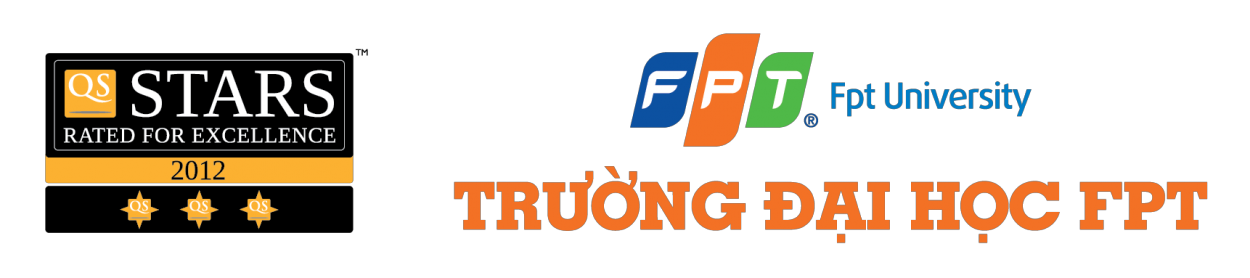 QS STARS™
RATED FOR EXCELLENCE
2012
QS QS QS
FPT® Fpt University
TRƯỜNG ĐẠI HỌC FPT